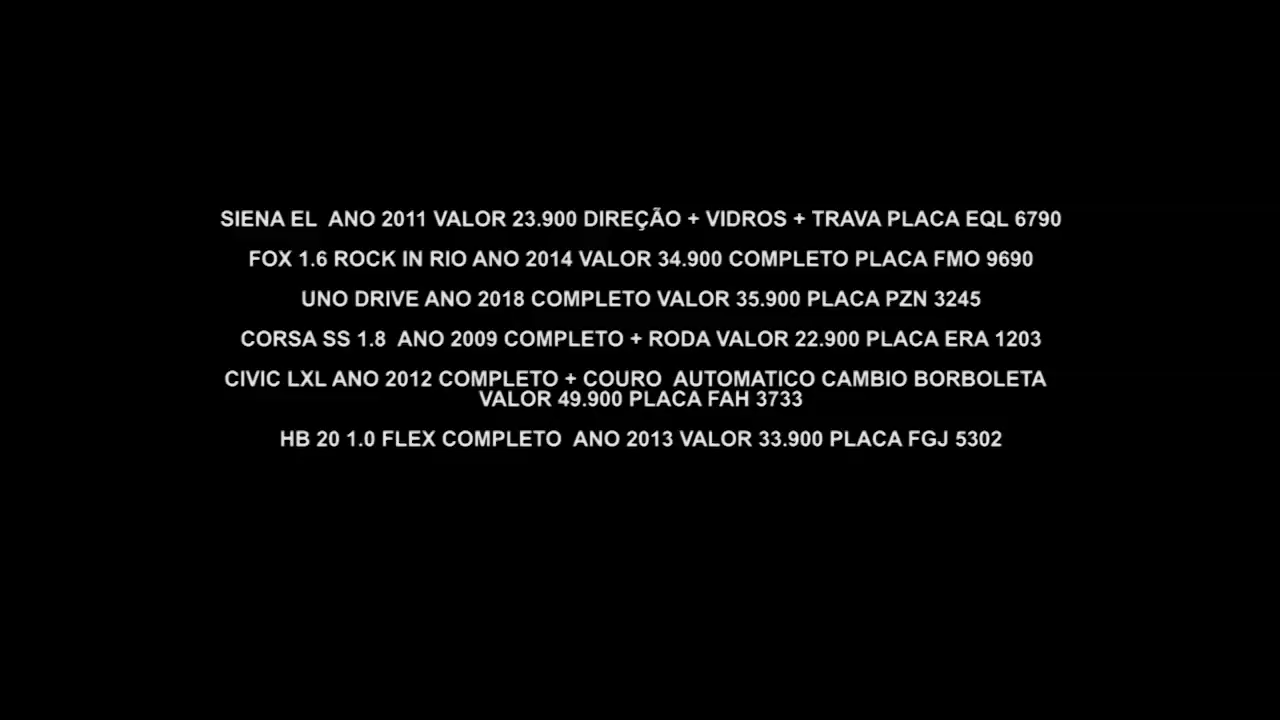 SIENA EL  ANO 2011 VALOR 23.900 DIREÇÃO + VIDROS + TRAVA PLACA EQL 6790
FOX 1.6 ROCK IN RIO ANO 2014 VALOR 34.900 COMPLETO PLACA FMO 9690
UNO DRIVE ANO 2018 COMPLETO VALOR 35.900 PLACA PZN 3245
CORSA SS 1.8  ANO 2009 COMPLETO + RODA VALOR 22.900 PLACA ERA 1203
CIVIC LXL ANO 2012 COMPLETO + COURO  AUTOMATICO CAMBIO BORBOLETA
VALOR 49.900 PLACA FAH 3733
HB 20 1.0 FLEX COMPLETO  ANO 2013 VALOR 33.900 PLACA FGJ 5302